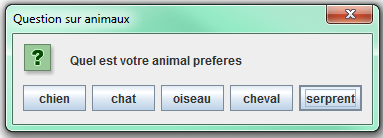 Question sur animaux
?
Quel est votre animal preferes
chien chat oiseau cheval serprent